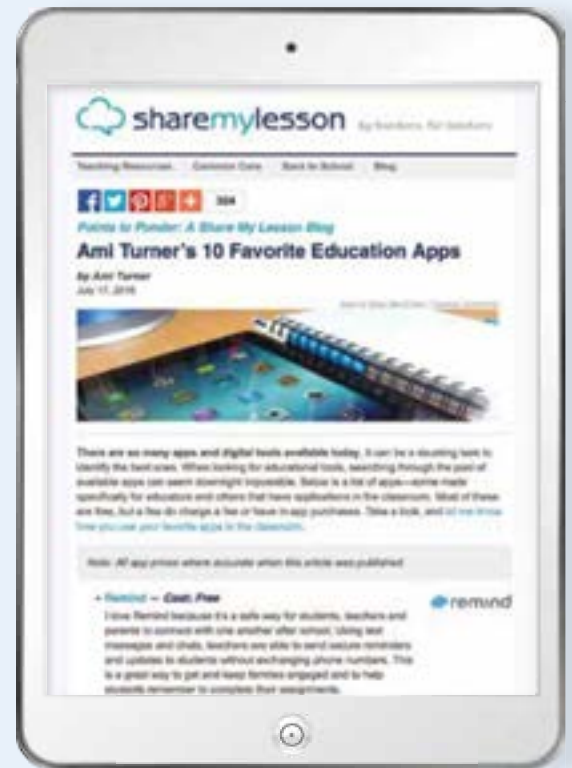 sharemylesson by teachers, for teachers
Teaching Resources Common Core Back to School Blog
304
Points to Ponder: A Share My Lesson Blog
Ami Turner's 10 Favorite Education Apps
by Ami Turner
July 17, 2015
There are so many apps and digital tools available today. It can be a daunting task to
identify the best ones. When looking for educational tools, searching through the pool of
available apps can seem downright impossible. Below is a list of apps—some made
specifically for educators and others that have applications in the classroom. Most of these
are free, but a few do charge a fee or have in-app purchases. Take a look, and let me know
how you use your favorite apps in the classroom.
Note: All app prices where accurate when this article was published.
Remind — Cost: Free
remind
I love Remind because it's a safe way for students, teachers and
parents to connect with one another after school. Using text
messages and chats, teachers are able to send secure reminders
and updates to students without exchanging phone numbers. This
is a great way to get and keep families engaged and to help
students remember to complete their assignments.